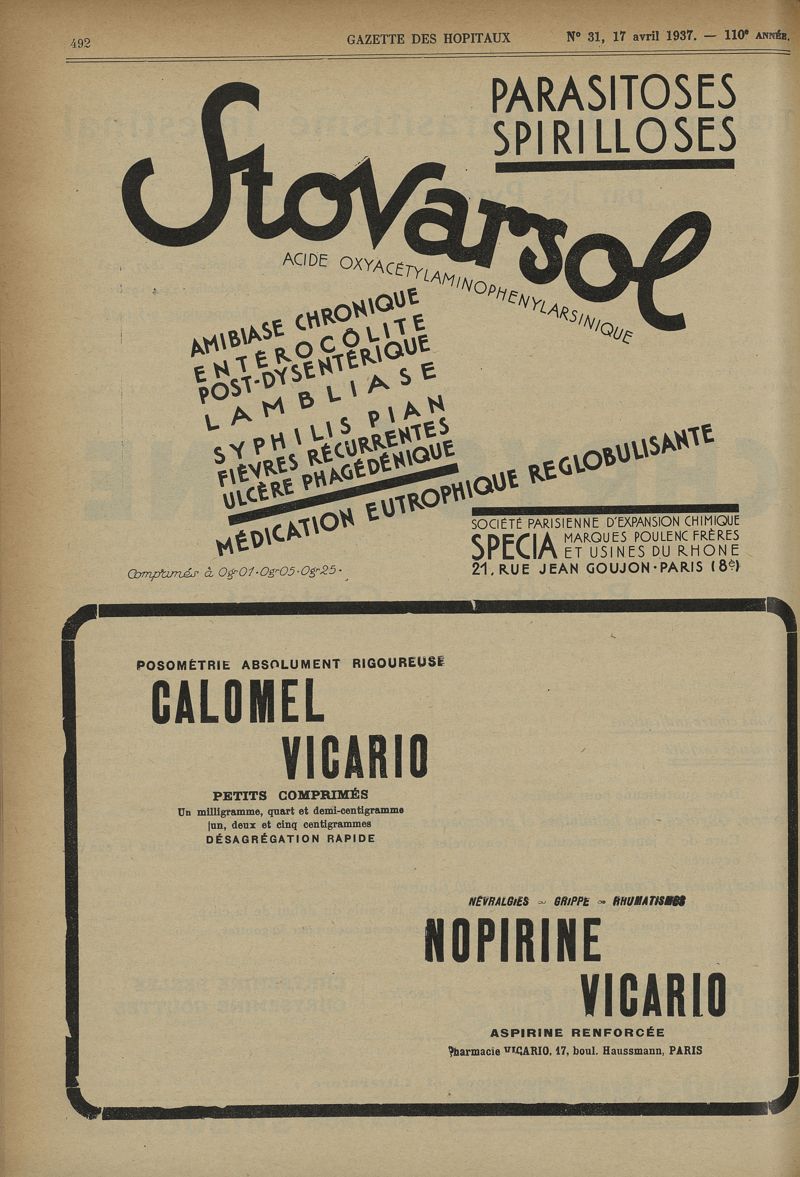 492
GAZETTE DES HOPITAUX
N° 31, 17 avril 1937. — 110e ANNÉE.
PARASITOSES
SPIRILLOSES
Stovarsol
ACIDE OXYACÉTYLAMINOPHENYLARSINIQUE
AMIBIASE CHRONIQUE
ENTÉROCÔLITE
POST-DYSENTÉRIQUE
LAMBLIASE
SYPHILIS PIAN
FIÈVRES RÉCURRENTES
ULCÈRE PHAGÉDÉNIQUE
MÉDICATION EUTROPHIQUE REGLOBULISANTE
SOCIÉTÉ PARISIENNE D'EXPANSION CHIMIQUE
SPECIA MARQUES POULENC FRÈRES
ET USINES DU RHONE
21, RUE JEAN GOUJON·PARIS (8e)
Comprimés à 0gr01·0gr05·0gr25·
POSOMÉTRIE ABSOLUMENT RIGOUREUSE
CALOMEL
VICARIO
PETITS COMPRIMÉS
Un milligramme, quart et demi-centigramme
un, deux et cinq centigrammes
DÉSAGRÉGATION RAPIDE
NÉVRALGIES ~ GRIPPE ~ RHUMATISMES
NOPIRINE
VICARIO
ASPIRINE RENFORCÉE
Pharmacie VICARIO, 17, boul. Haussmann, PARIS